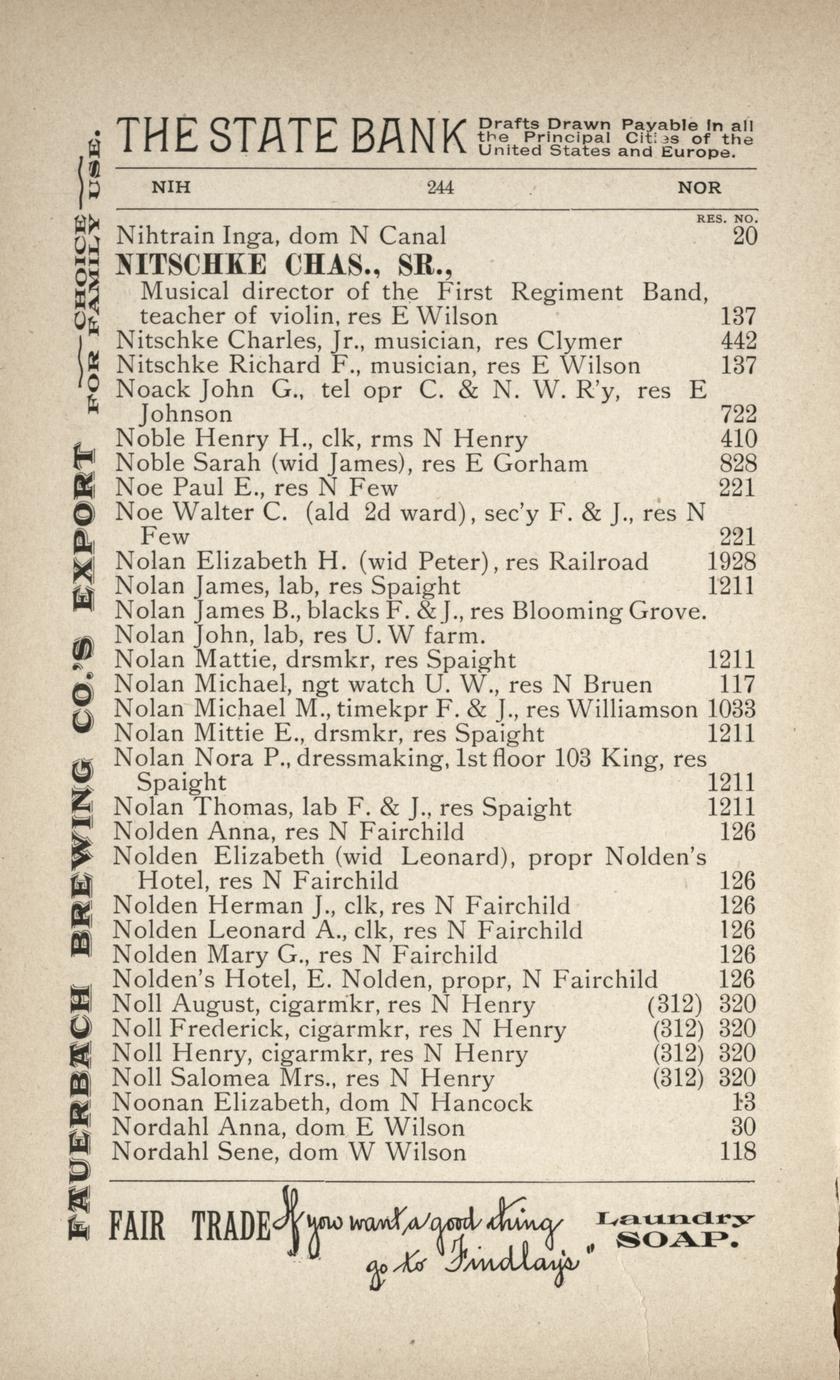 THE STATE BANK Drafts Drawn Payable In all
the Principal Cities of the
United States and Europe.
NIH 244 NOR
RES. NO.
Nihtrain Inga, dom N Canal 20
NITSCHKE CHAS., SR.,
Musical director of the First Regiment Band,
teacher of violin, res E Wilson 137
Nitschke Charles, Jr., musician, res Clymer 442
Nitschke Richard F., musician, res E Wilson 137
Noack John G., tel opr C. & N. W. R'y, res E
Johnson 722
Noble Henry H., clk, rms N Henry 410
Noble Sarah (wid James), res E Gorham 828
Noe Paul E., res N Few 221
Noe Walter C. (ald 2d ward), sec'y F. & J., res N
Few 221
Nolan Elizabeth H. (wid Peter), res Railroad 1928
Nolan James, lab, res Spaight 1211
Nolan James B., blacks F. & J., res Blooming Grove.
Nolan John, lab, res U. W farm.
Nolan Mattie, drsmkr, res Spaight 1211
Nolan Michael, ngt watch U. W., res N Bruen 117
Nolan Michael M., timekpr F. & J., res Williamson 1033
Nolan Mittie E., drsmkr, res Spaight 1211
Nolan Nora P., dressmaking, 1st floor 103 King, res
Spaight 1211
Nolan Thomas, lab F. & J., res Spaight 1211
Nolden Anna, res N Fairchild 126
Nolden Elizabeth (wid Leonard), propr Nolden's
Hotel, res N Fairchild 126
Nolden Herman J., clk, res N Fairchild 126
Nolden Leonard A., clk, res N Fairchild 126
Nolden Mary G., res N Fairchild 126
Nolden's Hotel, E. Nolden, propr, N Fairchild 126
Noll August, cigarmkr, res N Henry (312) 320
Noll Frederick, cigarmkr, res N Henry (312) 320
Noll Henry, cigarmkr, res N Henry (312) 320
Noll Salomea Mrs., res N Henry (312) 320
Noonan Elizabeth, dom N Hancock 13
Nordahl Anna, dom E Wilson 30
Nordahl Sene, dom W Wilson 118
FAIR TRADE If you want a good thing
go to "Findlay's" Laundry
SOAP.
FAUERBACH BREWING CO.'S EXPORT
CHOICE
FOR FAMILY USE.